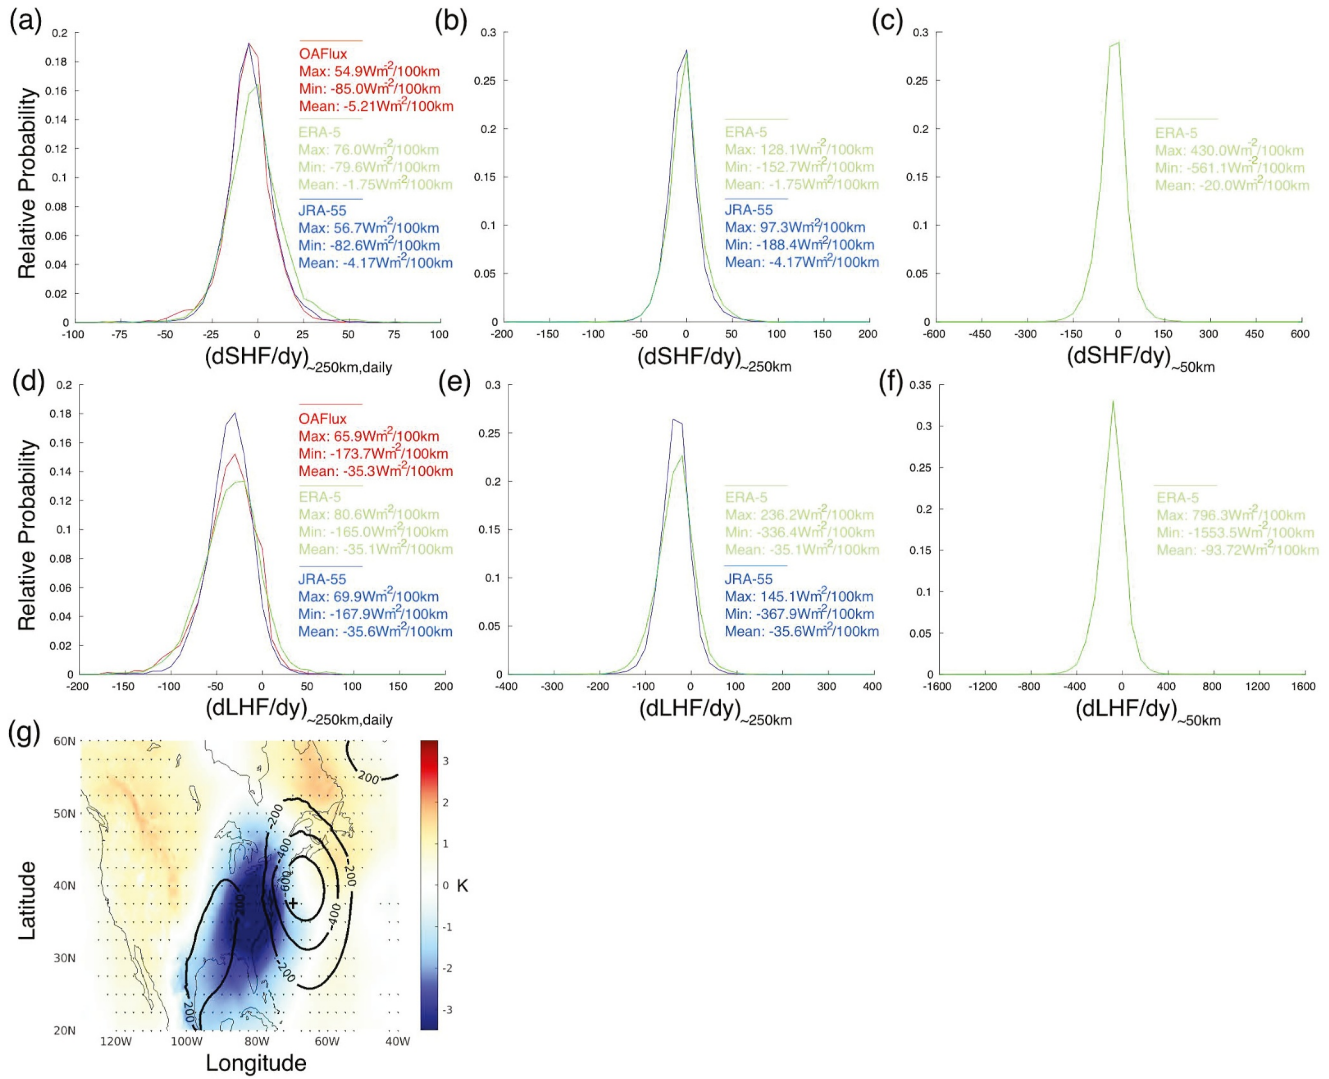 (a)
0.2
0.18
0.16
0.14
0.12
0.1
0.08
0.06
0.04
0.02
0
Relative Probability
-100 -75 -50 -25 0 25 50 75 100
(dSHF/dy)~250km,daily
OAFlux
Max: 54.9Wm-2/100km
Min: -85.0Wm-2/100km
Mean: -5.21Wm-2/100km
ERA-5
Max: 76.0Wm-2/100km
Min: -79.6Wm-2/100km
Mean: -1.75Wm-2/100km
JRA-55
Max: 56.7Wm-2/100km
Min: -82.6Wm-2/100km
Mean: -4.17Wm-2/100km
(b)
0.3
0.25
0.2
0.15
0.1
0.05
0
-200 -150 -100 -50 0 50 100 150 200
(dSHF/dy)~250km
ERA-5
Max: 128.1Wm-2/100km
Min: -152.7Wm-2/100km
Mean: -1.75Wm-2/100km
JRA-55
Max: 97.3Wm-2/100km
Min: -188.4Wm-2/100km
Mean: -4.17Wm-2/100km
(c)
0.3
0.25
0.2
0.15
0.1
0.05
0
-600 -450 -300 -150 0 150 300 450 600
(dSHF/dy)~50km
ERA-5
Max: 430.0Wm-2/100km
Min: -561.1Wm-2/100km
Mean: -20.0Wm-2/100km
(d)
0.2
0.18
0.16
0.14
0.12
0.1
0.08
0.06
0.04
0.02
0
Relative Probability
-200 -150 -100 -50 0 50 100 150 200
(dLHF/dy)~250km,daily
OAFlux
Max: 65.9Wm-2/100km
Min: -173.7Wm-2/100km
Mean: -35.3Wm-2/100km
ERA-5
Max: 80.6Wm-2/100km
Min: -165.0Wm-2/100km
Mean: -35.1Wm-2/100km
JRA-55
Max: 69.9Wm-2/100km
Min: -167.9Wm-2/100km
Mean: -35.6Wm-2/100km
(e)
0.3
0.25
0.2
0.15
0.1
0.05
0
-400 -300 -200 -100 0 100 200 300 400
(dLHF/dy)~250km
ERA-5
Max: 236.2Wm-2/100km
Min: -336.4Wm-2/100km
Mean: -35.1Wm-2/100km
JRA-55
Max: 145.1Wm-2/100km
Min: -367.9Wm-2/100km
Mean: -35.6Wm-2/100km
(f)
0.35
0.3
0.25
0.2
0.15
0.1
0.05
0
-1600 -1200 -800 -400 0 400 800 1200 1600
(dLHF/dy)~50km
ERA-5
Max: 796.3Wm-2/100km
Min: -1553.5Wm-2/100km
Mean: -93.72Wm-2/100km
(g)
60N
50N
40N
30N
20N
Latitude
120W 100W 80W 60W 40W
Longitude
200
-200
-400
-600
-200
-400
-200
200
200
3
2
1
0
-1
-2
-3
K